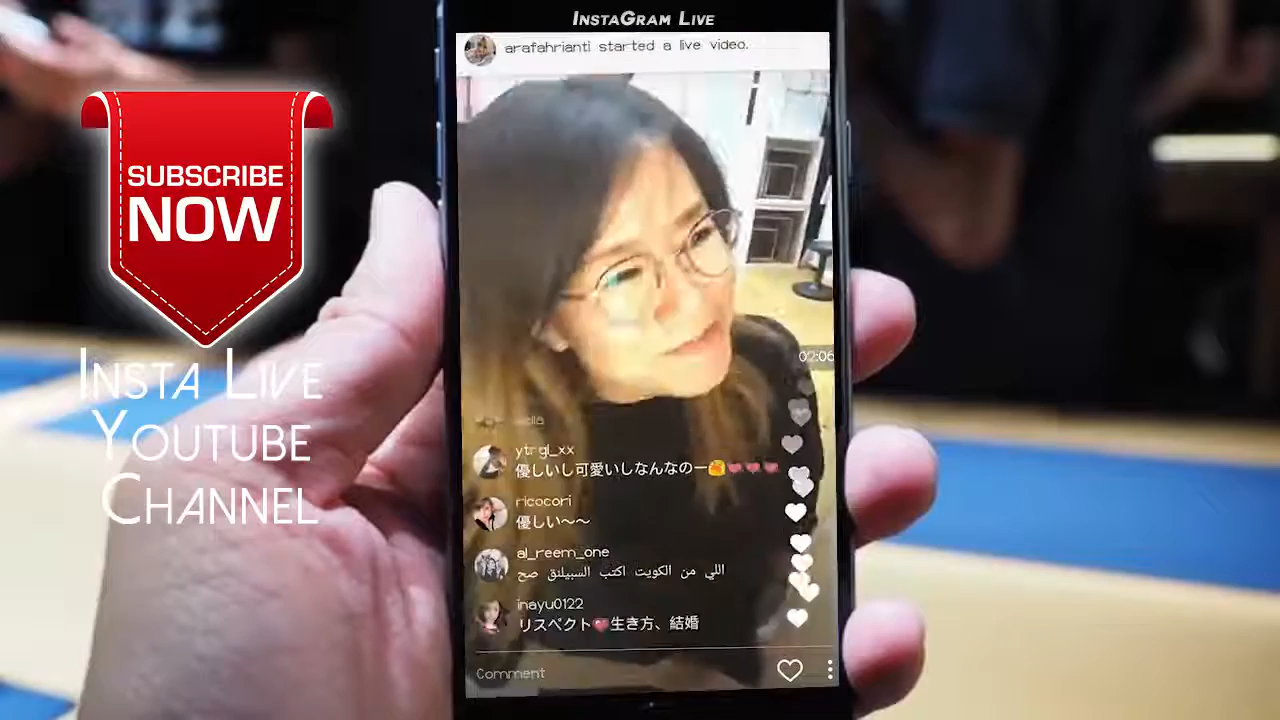 INSTAGRAM LIVE
arafahrianti started a live video.
SUBSCRIBE
NOW
INSTA LIVE
YOUTUBE
CHANNEL
02:06
ytrgl_xx
優しいし可愛いしなんなのー😭💗💗💗
ricocori
優しい〜〜
al_reem_one
اللي من الكويت اكتب السبيلنق صح
inayu0122
リスペクト💗生き方、結婚
Comment